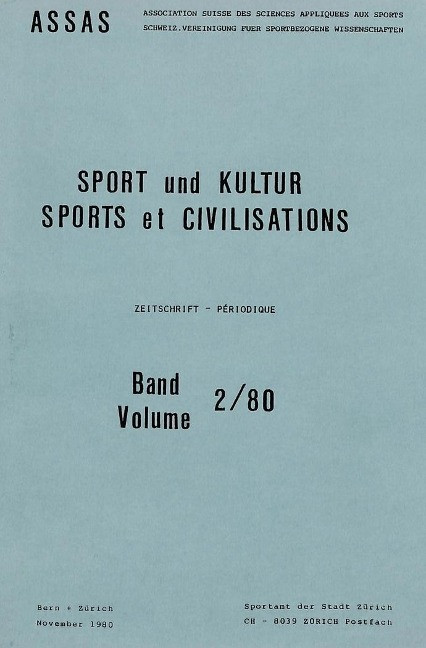 ASSAS
ASSOCIATION SUISSE DES SCIENCES APPLIQUEES AUX SPORTS
SCHWEIZ.VEREINIGUNG FUER SPORTBEZOGENE WISSENSCHAFTEN
SPORT und KULTUR
SPORTS et CIVILISATIONS
ZEITSCHRIFT - PÉRIODIQUE
Band
Volume
2/80
Bern + Zürich
November 1980
Sportamt der Stadt Zürich
CH - 8039 ZÜRICH Postfach